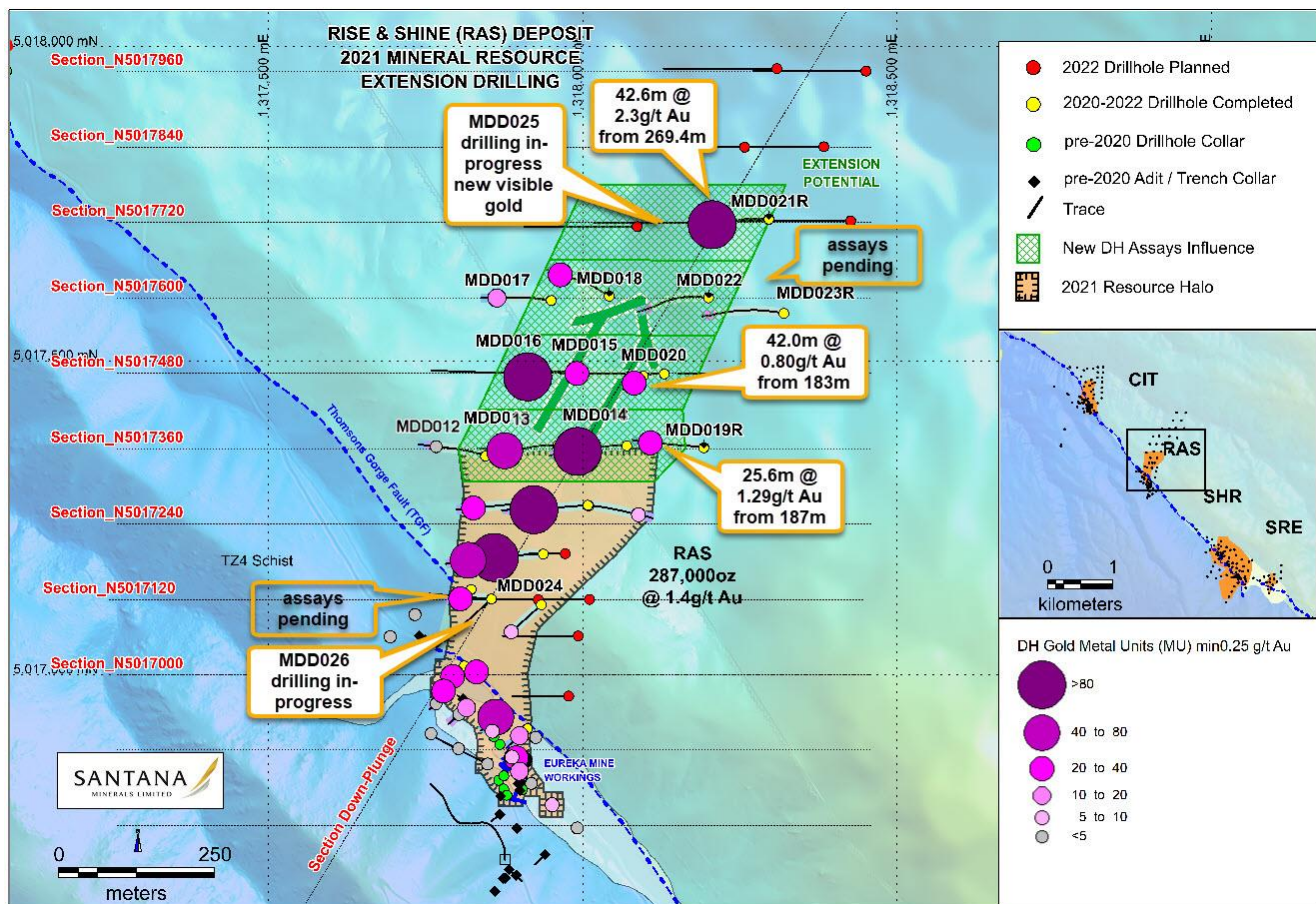 RISE & SHINE (RAS) DEPOSIT
2021 MINERAL RESOURCE
EXTENSION DRILLING
5,018,000 mN
1,317,500 mE
1,318,000 mE
1,318,500 mE
Section_N5017960
Section_N5017840
Section_N5017720
Section_N5017600
5,017,500 mN
Section_N5017480
Section_N5017360
Section_N5017240
Section_N5017120
Section_N5017000
MDD025
drilling in-
progress
new visible
gold
42.6m @
2.3g/t Au
from 269.4m
EXTENSION
POTENTIAL
MDD021R
assays
pending
MDD017
MDD018
MDD022
MDD023R
MDD016
MDD015
MDD020
42.0m @
0.80g/t Au
from 183m
MDD012
MDD013
MDD014
MDD019R
25.6m @
1.29g/t Au
from 187m
Thomsons Gorge Fault (TGF)
TZ4 Schist
RAS
287,000oz
@ 1.4g/t Au
MDD024
assays
pending
MDD026
drilling in-
progress
EUREKA MINE
WORKINGS
Section Down-Plunge
SANTANA
MINERALS LIMITED
0 250
meters
2022 Drillhole Planned
2020-2022 Drillhole Completed
pre-2020 Drillhole Collar
pre-2020 Adit / Trench Collar
Trace
New DH Assays Influence
2021 Resource Halo
CIT
RAS
SHR
SRE
0 1
kilometers
DH Gold Metal Units (MU) min0.25 g/t Au
>80
40 to 80
20 to 40
10 to 20
5 to 10
<5